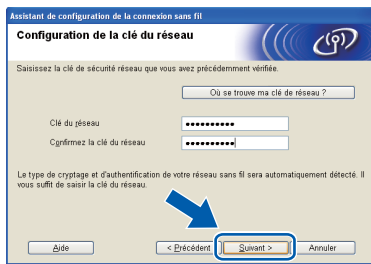 Assistant de configuration de la connexion sans fil
Configuration de la clé du réseau
Saisissez la clé de sécurité réseau que vous avez précédemment vérifiée.
Où se trouve ma clé de réseau ?
Clé du réseau
••••••••••
Confirmez la clé du réseau
••••••••••
Le type de cryptage et d'authentification de votre réseau sans fil sera automatiquement détecté. Il
vous suffit de saisir la clé du réseau.
Aide
< Précédent
Suivant >
Annuler